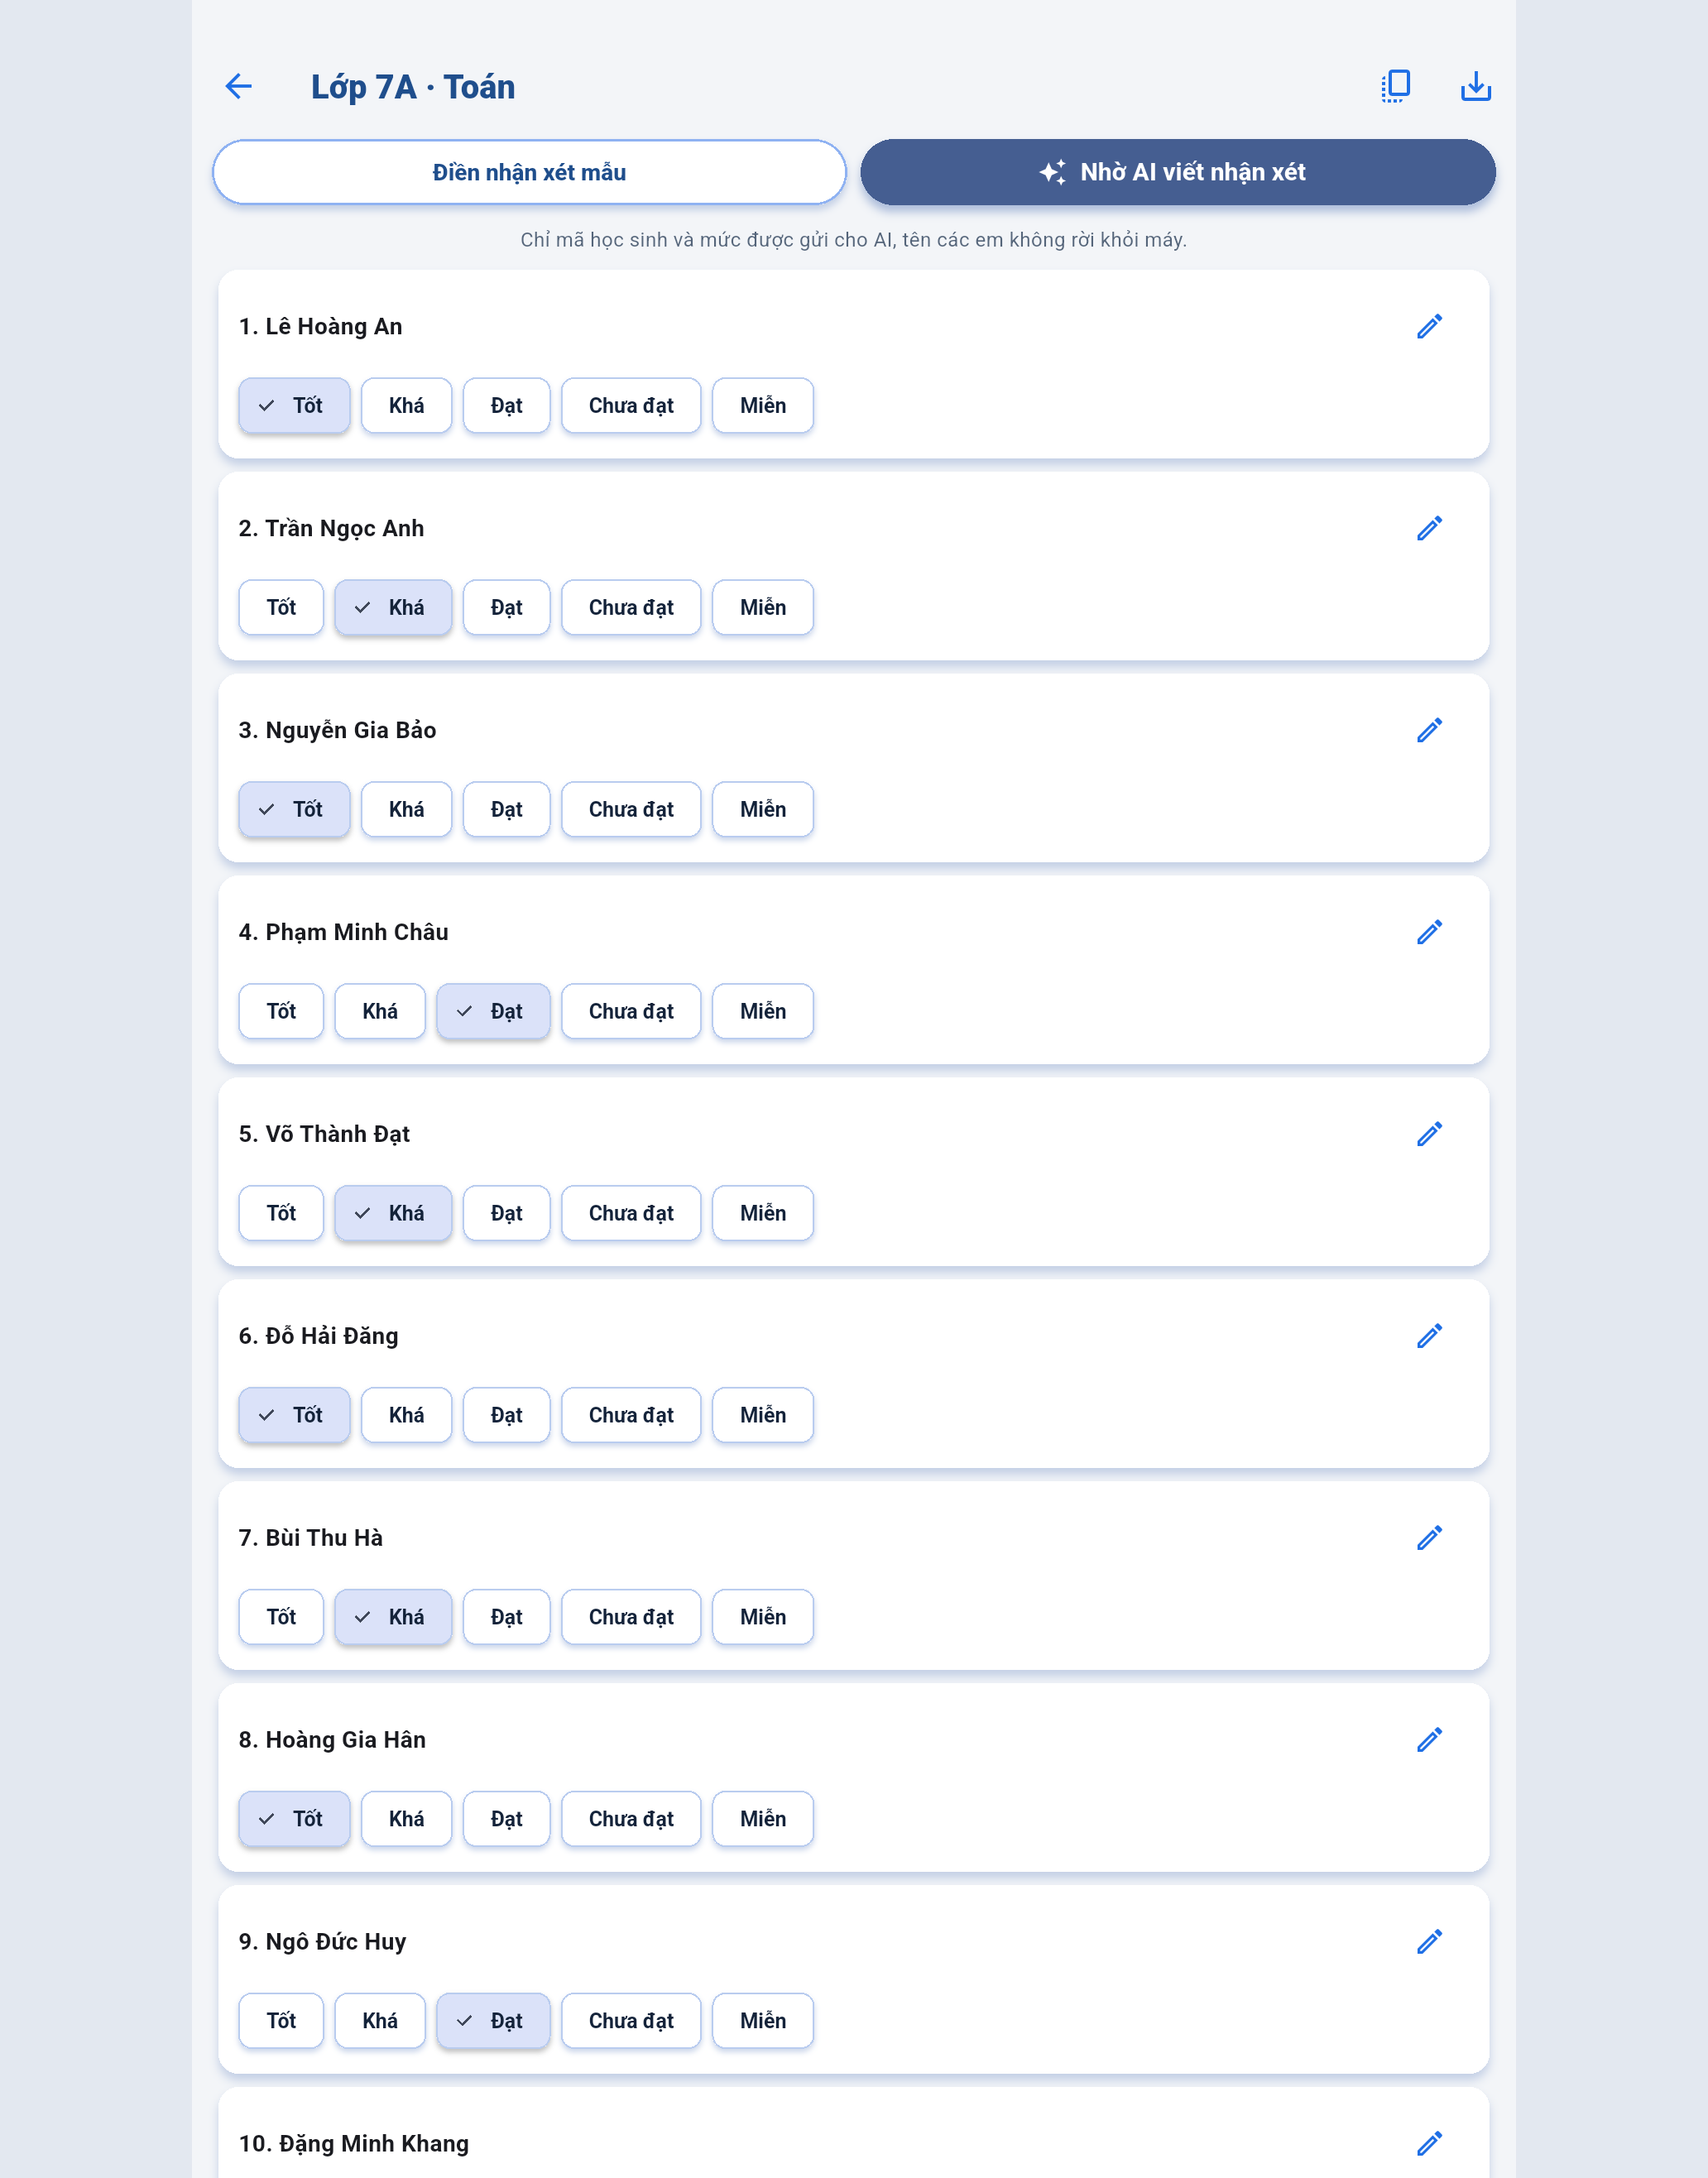 Lớp 7A · Toán
Điền nhận xét mẫu
Nhờ AI viết nhận xét
Chỉ mã học sinh và mức được gửi cho AI, tên các em không rời khỏi máy.
1. Lê Hoàng An
Tốt Khá Đạt Chưa đạt Miễn
2. Trần Ngọc Anh
Tốt Khá Đạt Chưa đạt Miễn
3. Nguyễn Gia Bảo
Tốt Khá Đạt Chưa đạt Miễn
4. Phạm Minh Châu
Tốt Khá Đạt Chưa đạt Miễn
5. Võ Thành Đạt
Tốt Khá Đạt Chưa đạt Miễn
6. Đỗ Hải Đăng
Tốt Khá Đạt Chưa đạt Miễn
7. Bùi Thu Hà
Tốt Khá Đạt Chưa đạt Miễn
8. Hoàng Gia Hân
Tốt Khá Đạt Chưa đạt Miễn
9. Ngô Đức Huy
Tốt Khá Đạt Chưa đạt Miễn
10. Đặng Minh Khang